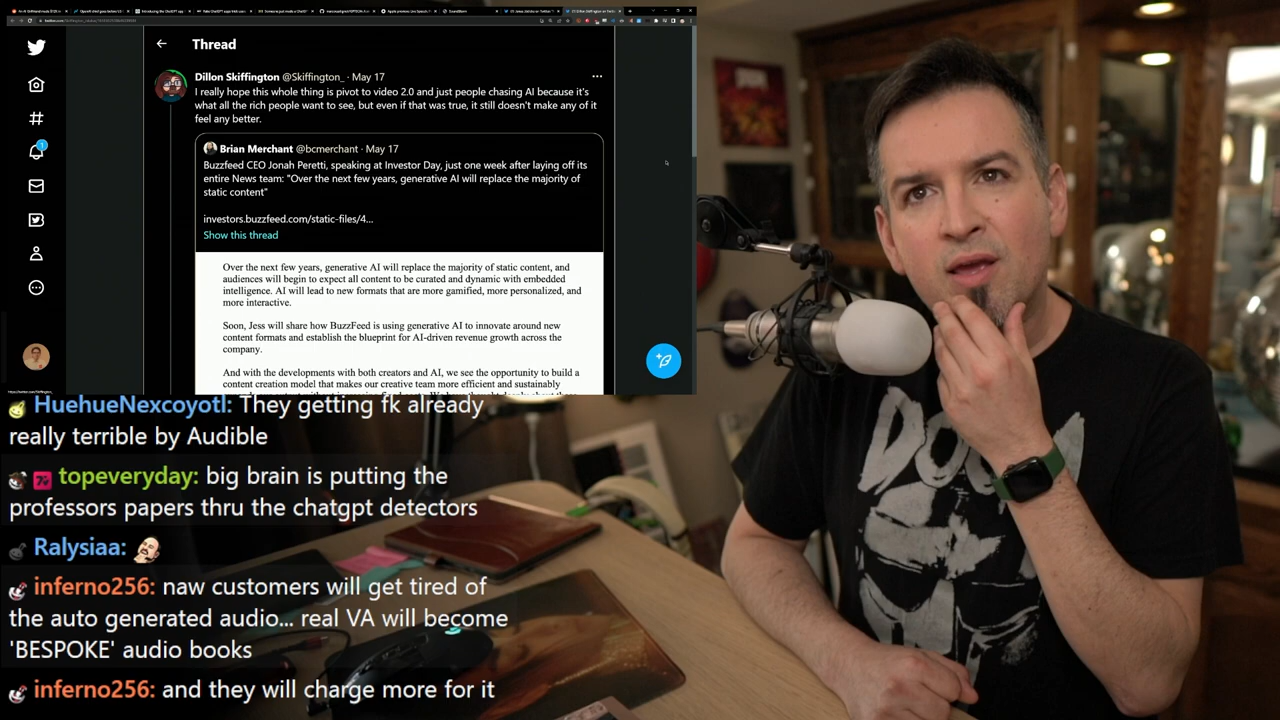 Thread
Dillon Skiffington @Skiffington_ · May 17
I really hope this whole thing is pivot to video 2.0 and just people chasing AI because it's
what all the rich people want to see, but even if that was true, it still doesn't make any of it
feel any better.
Brian Merchant @bcmerchant · May 17
Buzzfeed CEO Jonah Peretti, speaking at Investor Day, just one week after laying off its
entire News team: "Over the next few years, generative AI will replace the majority of
static content"
investors.buzzfeed.com/static-files/4...
Show this thread
Over the next few years, generative AI will replace the majority of static content, and
audiences will begin to expect all content to be curated and dynamic with embedded
intelligence. AI will lead to new formats that are more gamified, more personalized, and
more interactive.
Soon, Jess will share how BuzzFeed is using generative AI to innovate around new
content formats and establish the blueprint for AI-driven revenue growth across the
company.
And with the developments with both creators and AI, we see the opportunity to build a
content creation model that makes our creative team more efficient and sustainably
HuehueNexcoyotl: They getting fk already
really terrible by Audible
topeveryday: big brain is putting the
professors papers thru the chatgpt detectors
Ralysiaa:
inferno256: naw customers will get tired of
the auto generated audio... real VA will become
'BESPOKE' audio books
inferno256: and they will charge more for it
DOOM